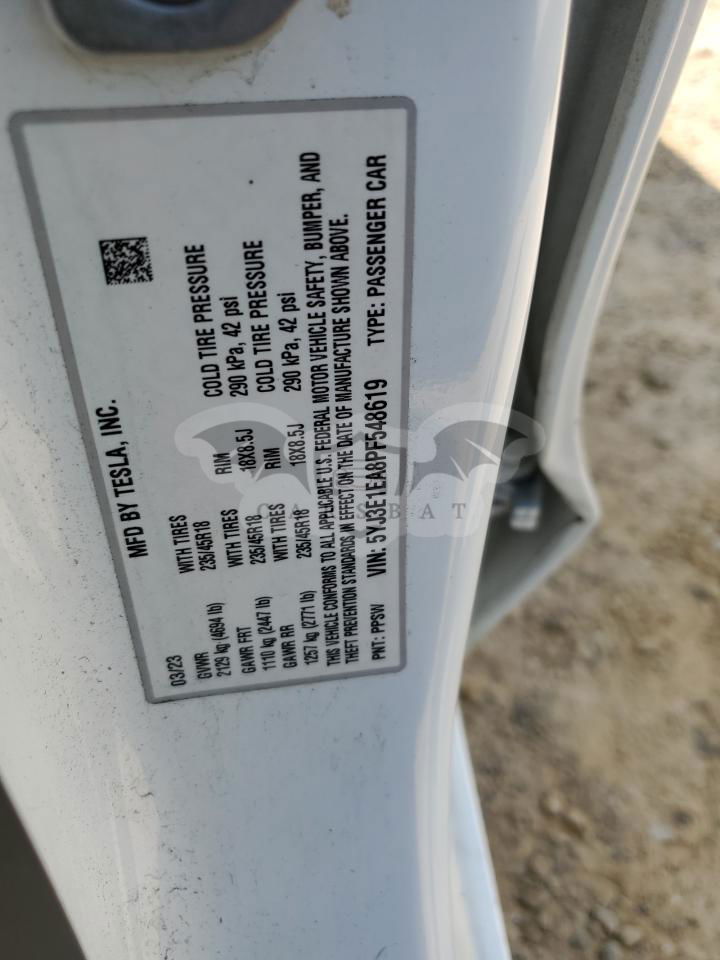 MFD BY TESLA, INC.
03/23
GVWR WITH TIRES RIM COLD TIRE PRESSURE
2129 kg (4694 lb) 235/45R18 18X8.5J 290 kPa, 42 psi
GAWR FRT WITH TIRES RIM COLD TIRE PRESSURE
1110 kg (2447 lb) 235/45R18 18X8.5J 290 kPa, 42 psi
GAWR RR WITH TIRES
1257 kg (2771 lb) 235/45R18
THIS VEHICLE CONFORMS TO ALL APPLICABLE U.S. FEDERAL MOTOR VEHICLE SAFETY, BUMPER, AND
THEFT PREVENTION STANDARDS IN EFFECT ON THE DATE OF MANUFACTURE SHOWN ABOVE.
VIN: 5YJ3E1EA8PF548619 TYPE: PASSENGER CAR
PNT: PPSW
CARSBAT